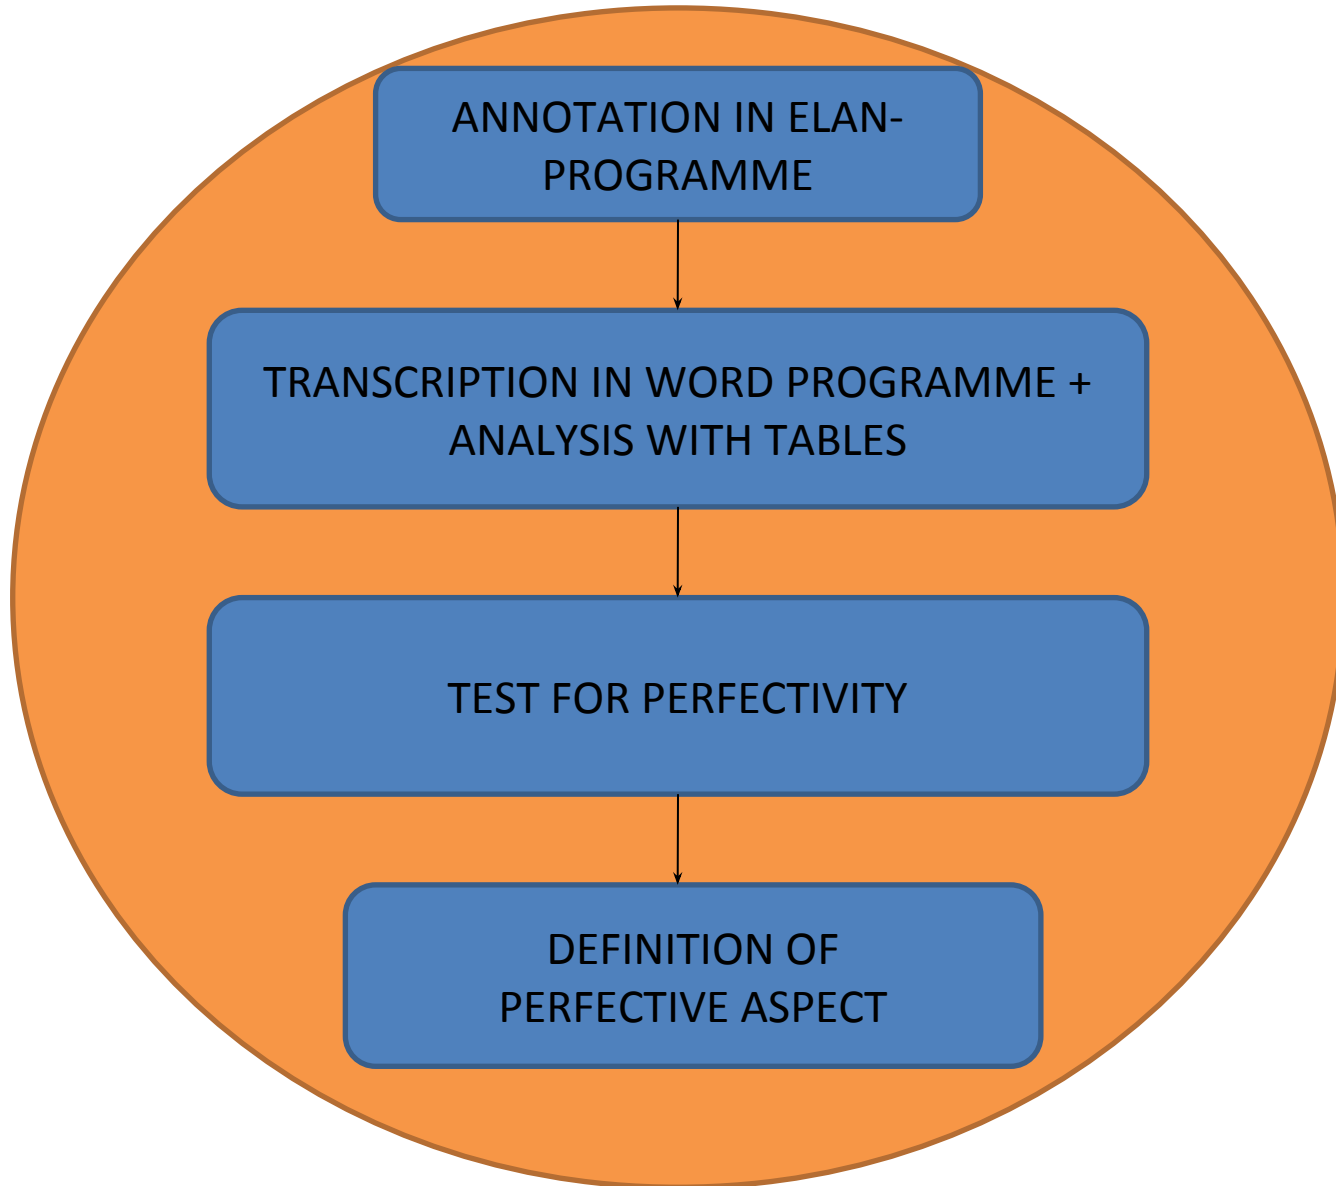 ANNOTATION IN ELAN-
PROGRAMME
TRANSCRIPTION IN WORD PROGRAMME +
ANALYSIS WITH TABLES
TEST FOR PERFECTIVITY
DEFINITION OF
PERFECTIVE ASPECT